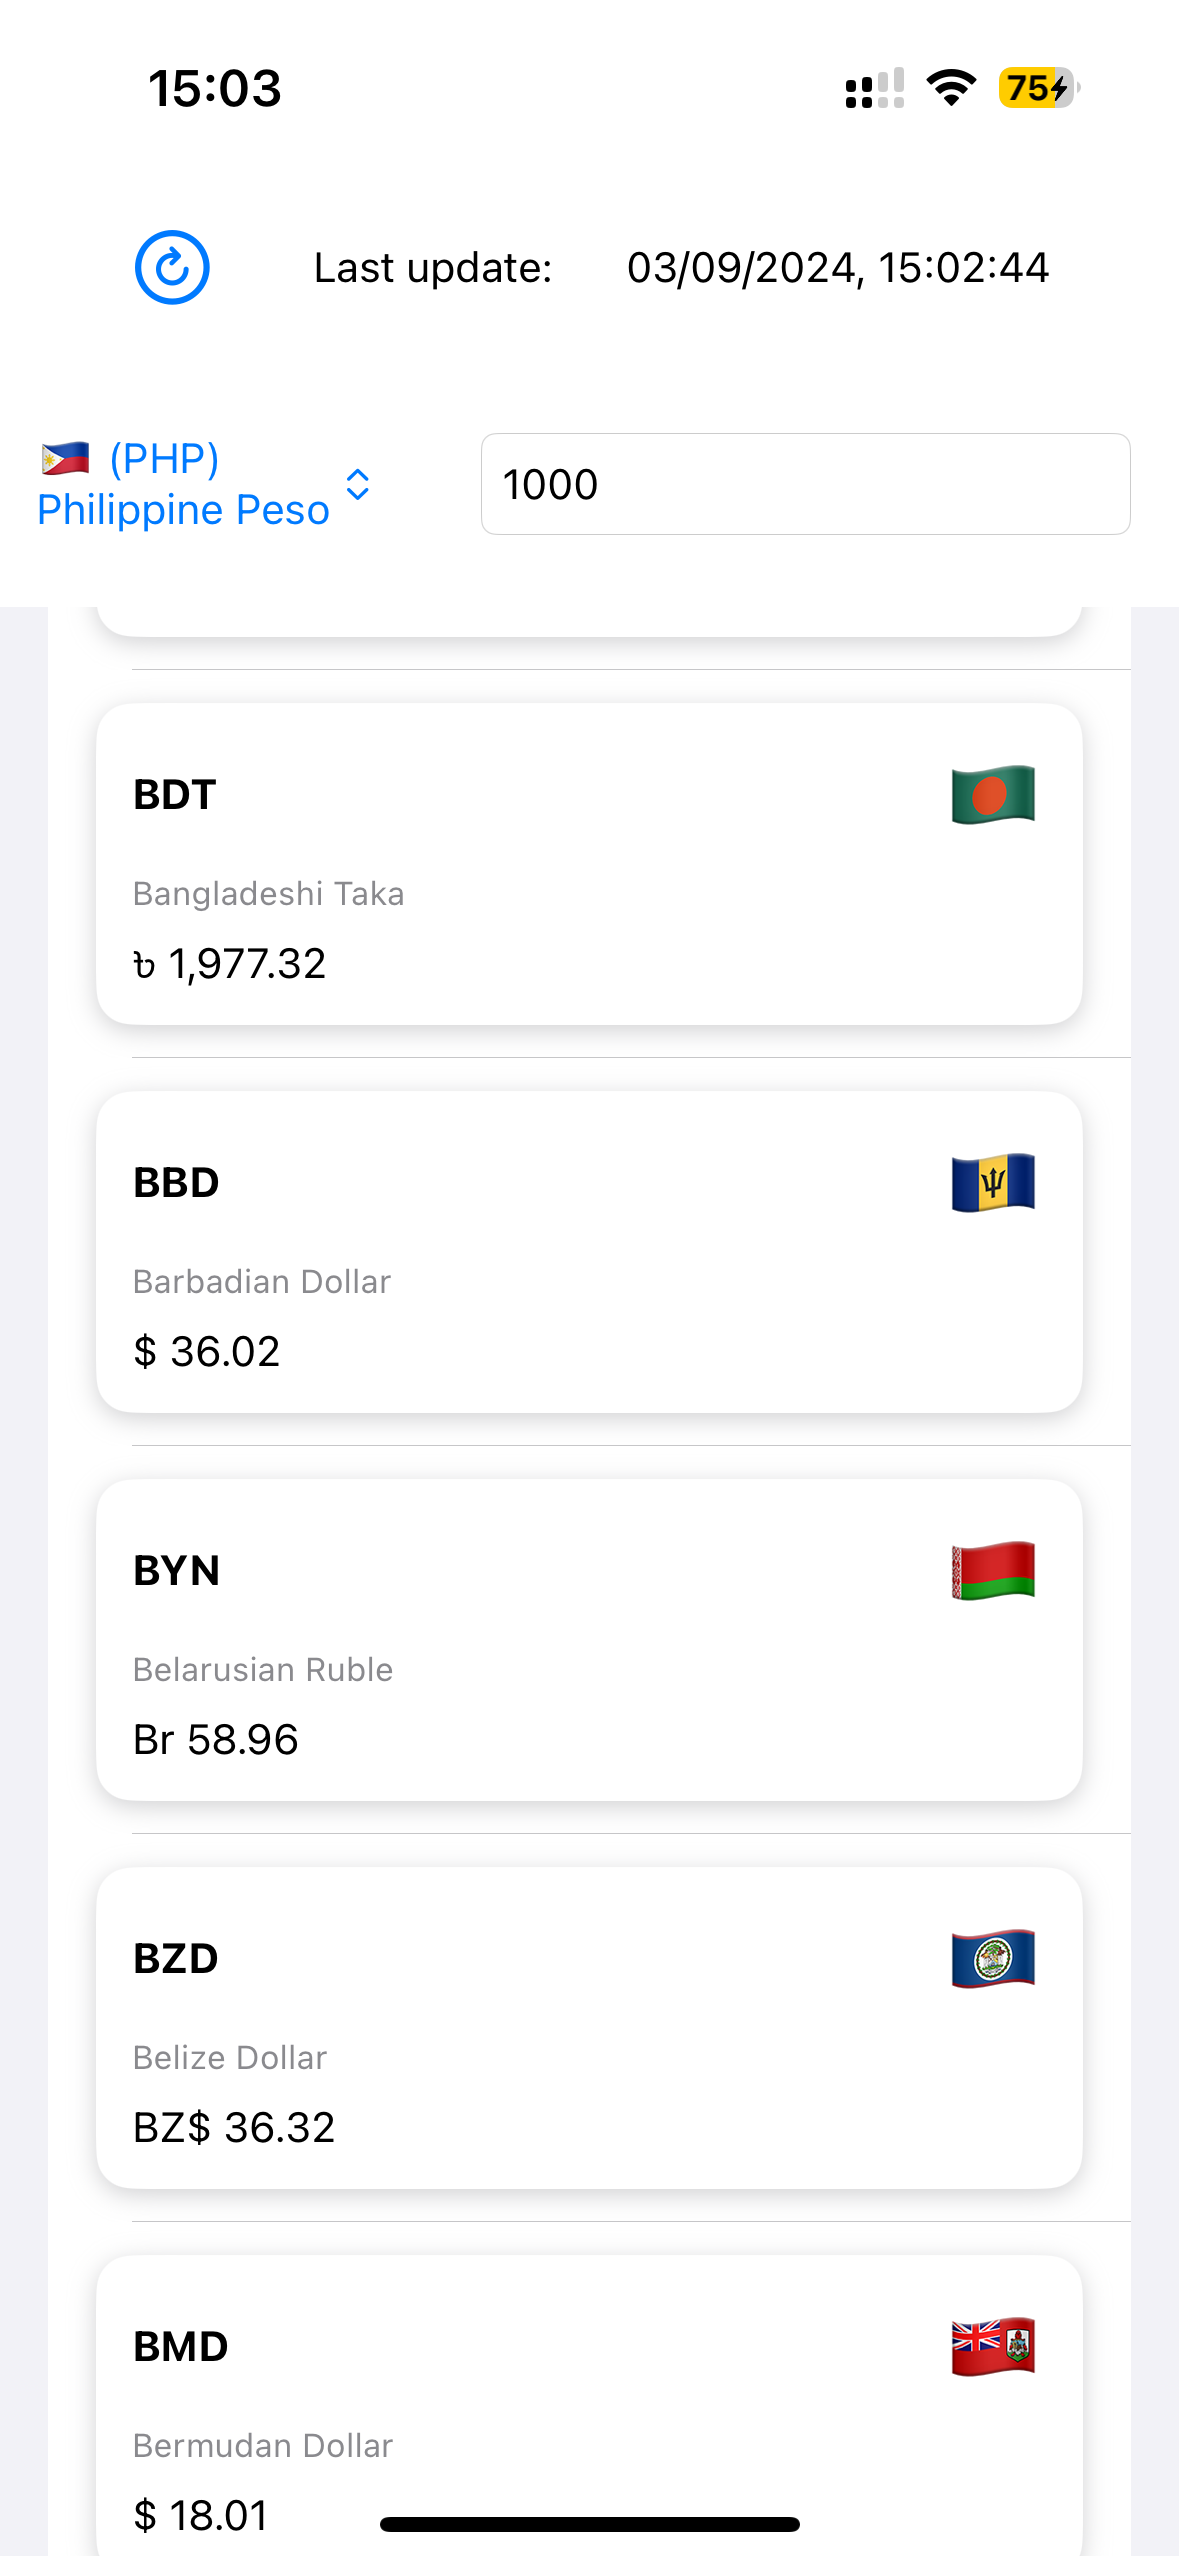 15:03
75
Last update: 03/09/2024, 15:02:44
(PHP)
Philippine Peso
1000
BDT
Bangladeshi Taka
৳ 1,977.32
BBD
Barbadian Dollar
$ 36.02
BYN
Belarusian Ruble
Br 58.96
BZD
Belize Dollar
BZ$ 36.32
BMD
Bermudan Dollar
$ 18.01